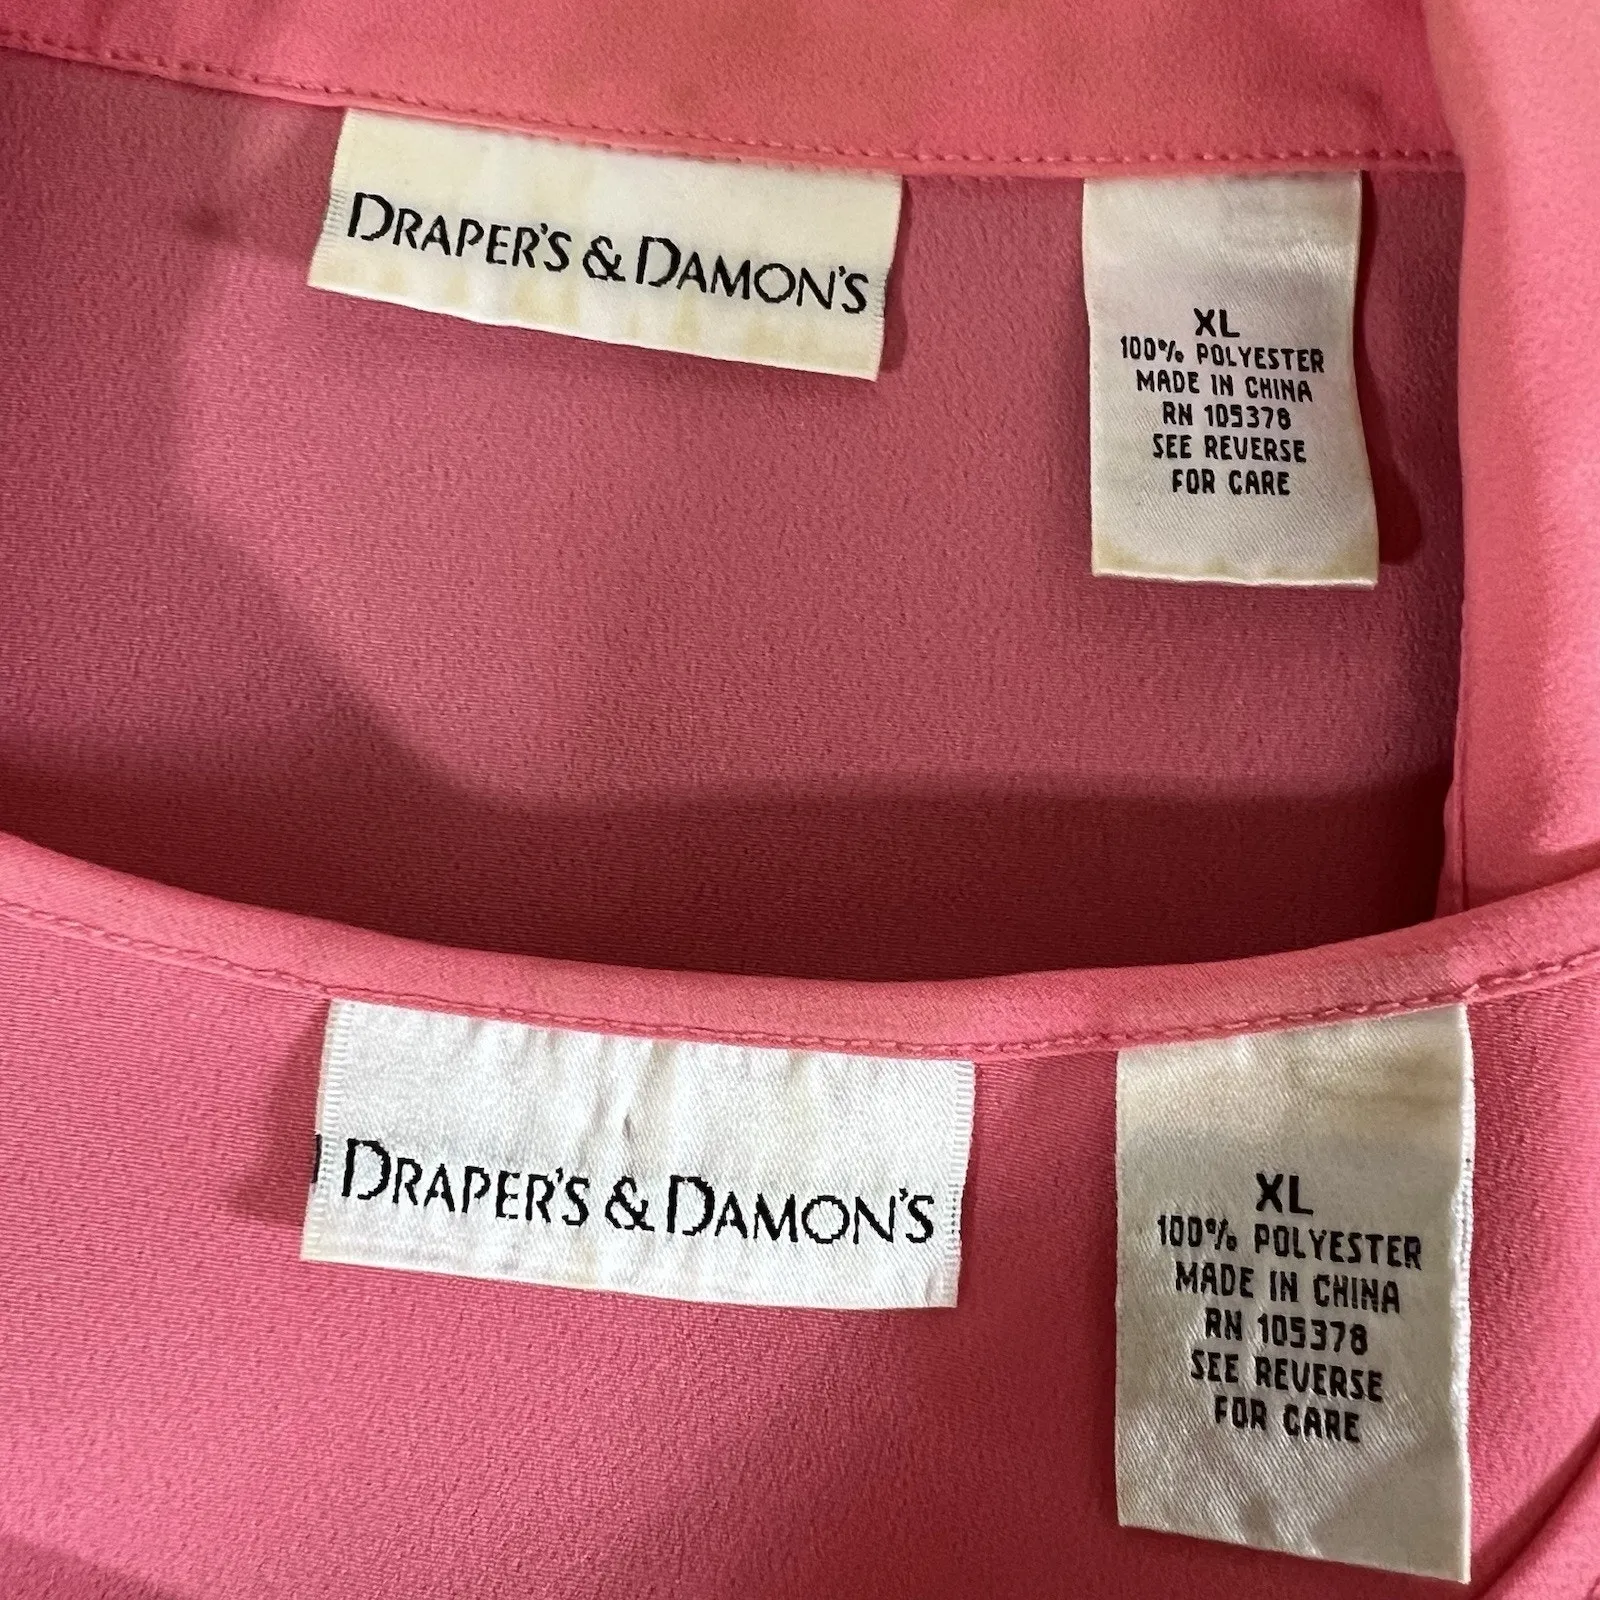 DRAPER'S & DAMON'S
XL
100% POLYESTER
MADE IN CHINA
RN 105378
SEE REVERSE
FOR CARE
DRAPER'S & DAMON'S
XL
100% POLYESTER
MADE IN CHINA
RN 105378
SEE REVERSE
FOR CARE